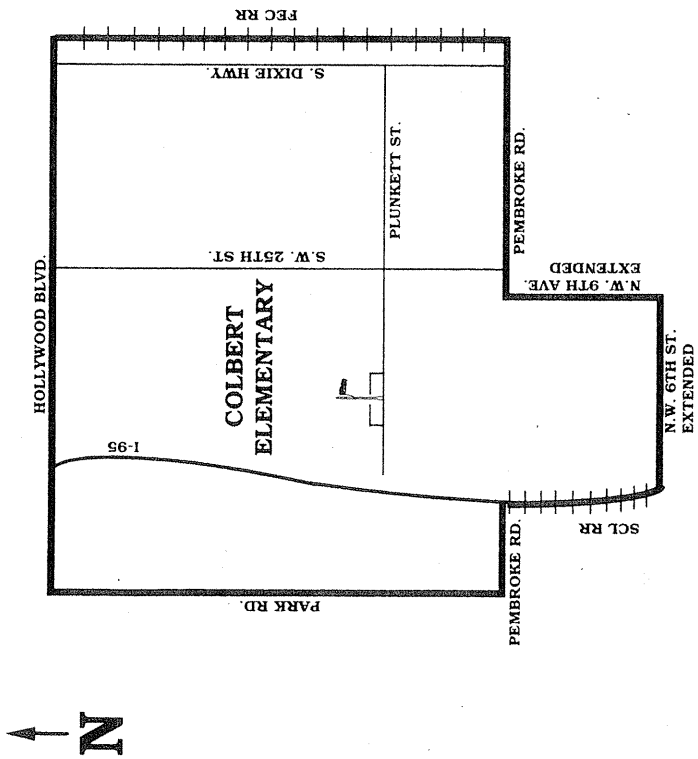 FEC RR
S. DIXIE HWY.
PLUNKETT ST.
PEMBROKE RD.
S.W. 25TH ST.
N.W. 9TH AVE.
EXTENDED
HOLLYWOOD BLVD.
COLBERT
ELEMENTARY
N.W. 6TH ST.
EXTENDED
I-95
SCL RR
PEMBROKE RD.
PARK RD.
N